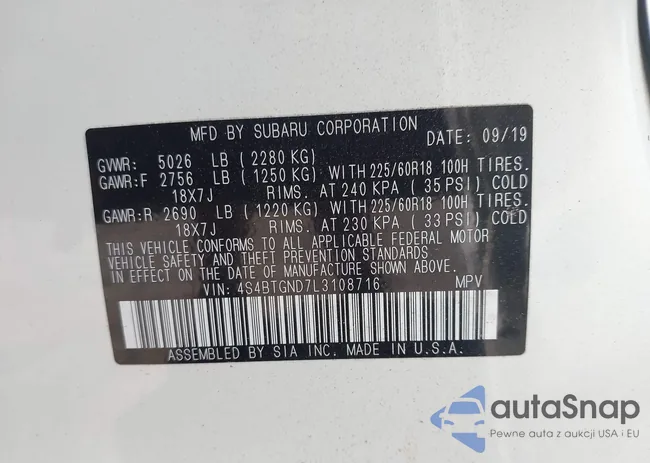 MFD BY SUBARU CORPORATION DATE: 09/19
GVWR: 5026 LB (2280 KG)
GAWR:F 2756 LB (1250 KG) WITH 225/60R18 100H TIRES.
18X7J RIMS. AT 240 KPA (35 PSI) COLD
GAWR:R 2690 LB (1220 KG) WITH 225/60R18 100H TIRES.
18X7J RIMS. AT 230 KPA (33 PSI) COLD
THIS VEHICLE CONFORMS TO ALL APPLICABLE FEDERAL MOTOR
VEHICLE SAFETY AND THEFT PREVENTION STANDARDS
IN EFFECT ON THE DATE OF MANUFACTURE SHOWN ABOVE.
VIN: 4S4BTGND7L3108716 MPV
ASSEMBLED BY SIA INC. MADE IN U.S.A.
autaSnap
Pewne auta z aukcji USA i EU